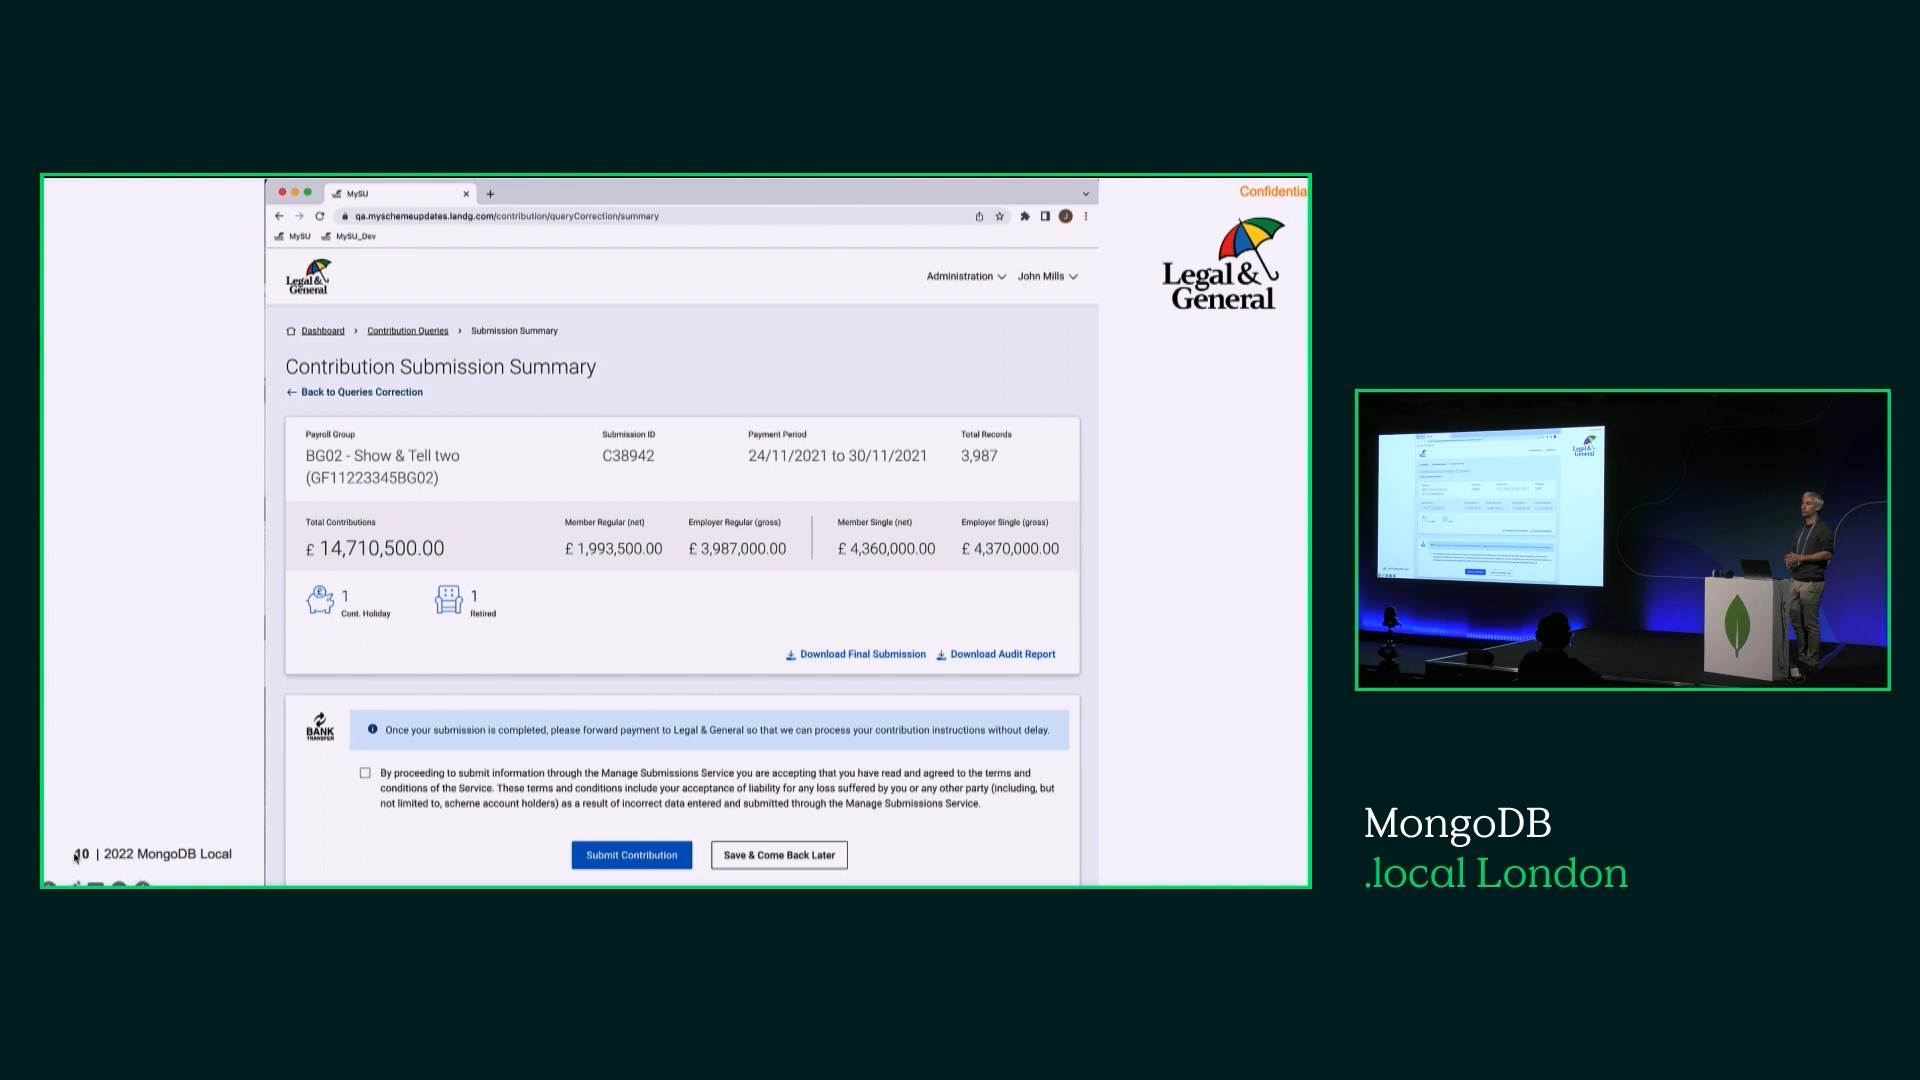 Confidentia
Legal &
General
MySU
qa.myschemeupdates.landg.com/contribution/queryCorrection/summary
MySU MySU_Dev
Legal &
General
Administration John Mills
Dashboard > Contribution Queries > Submission Summary
Contribution Submission Summary
← Back to Queries Correction
Payroll Group Submission ID Payment Period Total Records
BG02 - Show & Tell two C38942 24/11/2021 to 30/11/2021 3,987
(GF11223345BG02)
Total Contributions Member Regular (net) Employer Regular (gross) Member Single (net) Employer Single (gross)
£ 14,710,500.00 £ 1,993,500.00 £ 3,987,000.00 £ 4,360,000.00 £ 4,370,000.00
1 1
Cont. Holiday Retired
Download Final Submission Download Audit Report
BANK
TRANSFER
Once your submission is completed, please forward payment to Legal & General so that we can process your contribution instructions without delay.
By proceeding to submit information through the Manage Submissions Service you are accepting that you have read and agreed to the terms and
conditions of the Service. These terms and conditions include your acceptance of liability for any loss suffered by you or any other party (including, but
not limited to, scheme account holders) as a result of incorrect data entered and submitted through the Manage Submissions Service.
Submit Contribution Save & Come Back Later
10 | 2022 MongoDB Local
Legal &
General
MongoDB
.local London